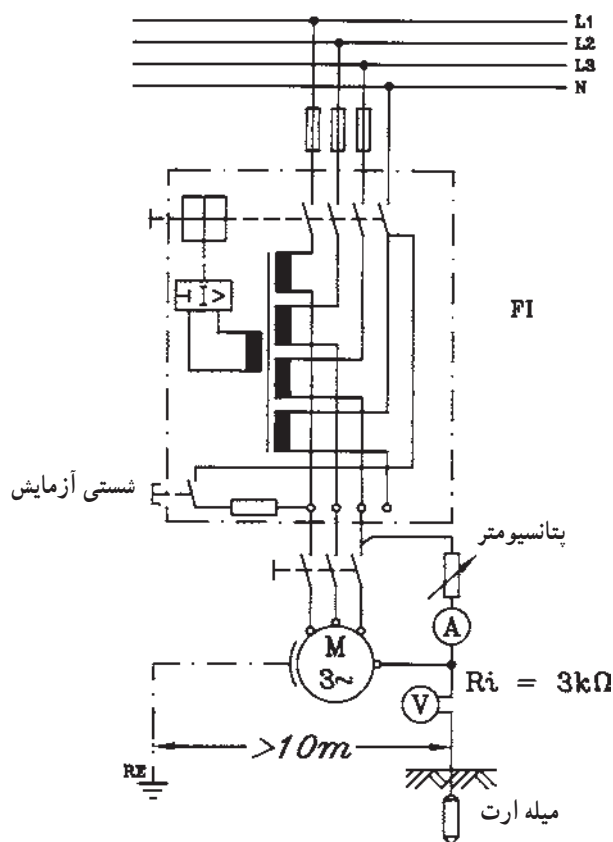 L1
L2
L3
N
FI
شستی آزمایش
پتانسیومتر
A
M
3~
Ri = 3kΩ
V
>10m
RE
میله ارت